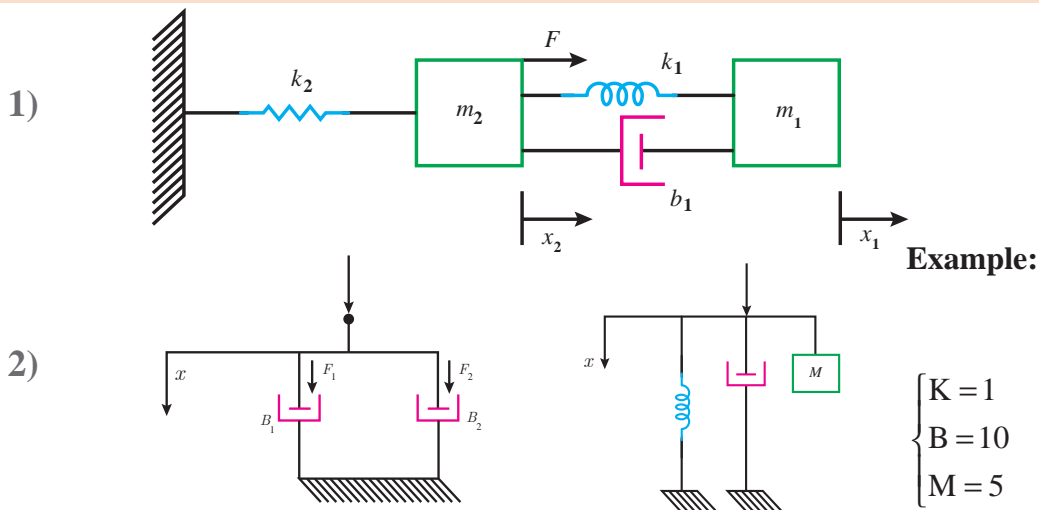 1)
k₂
m₂
F
k₁
m₁
b₁
x₂
x₁
Example:
2)
x
F₁
F₂
B₁
B₂
x
M
K = 1
B = 10
M = 5